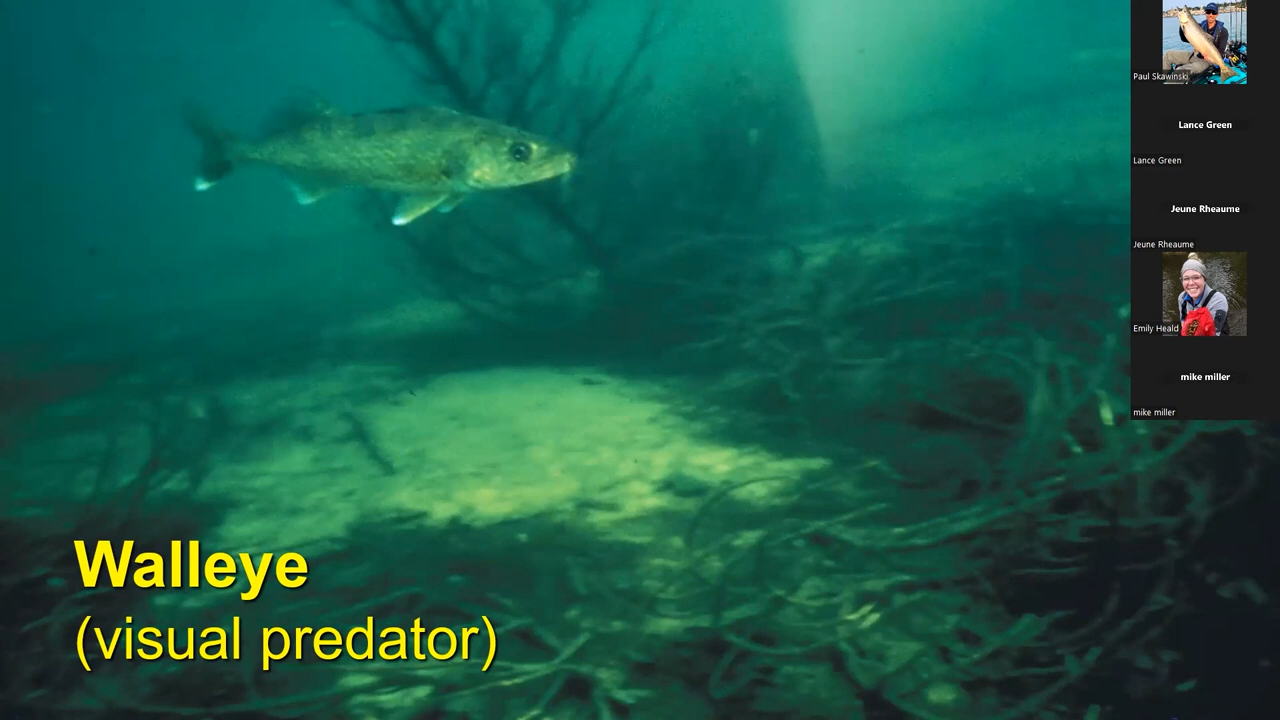 Walleye
(visual predator)
Paul Skawinski
Lance Green
Lance Green
Jeune Rheaume
Jeune Rheaume
Emily Heald
mike miller
mike miller